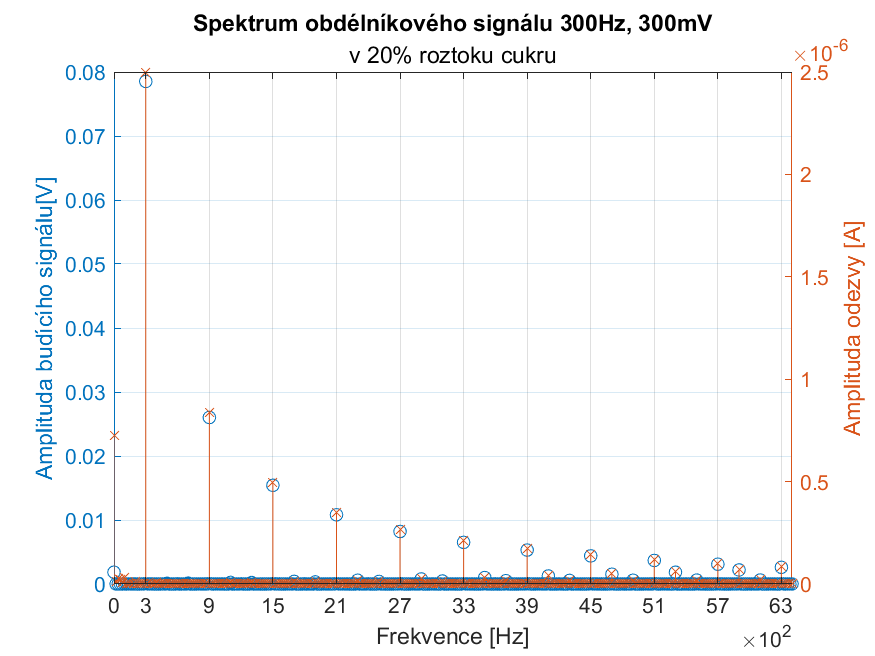 Spektrum obdélníkového signálu 300Hz, 300mV
v 20% roztoku cukru
×10-6
Amplituda budícího signálu[V]
0.08
0.07
0.06
0.05
0.04
0.03
0.02
0.01
0
2.5
2
1.5
1
0.5
0
Amplituda odezvy [A]
0 3 9 15 21 27 33 39 45 51 57 63
Frekvence [Hz]
×102